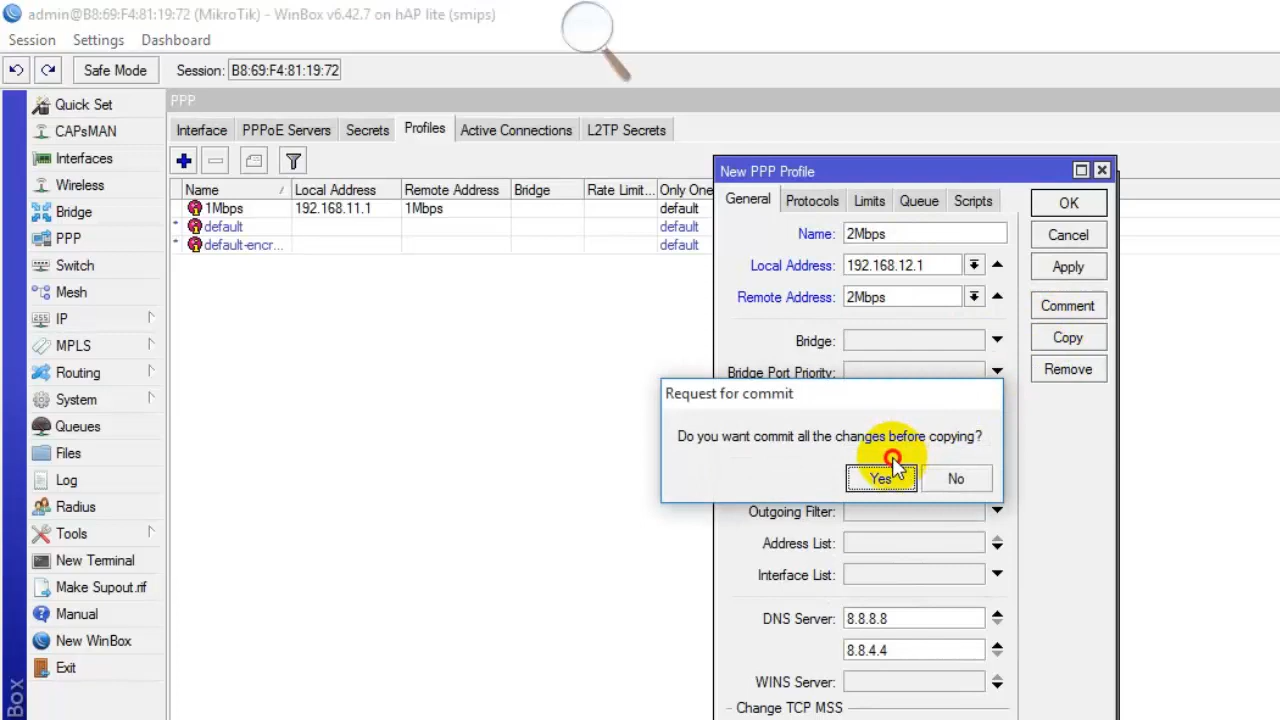 admin@B8:69:F4:81:19:72 (MikroTik) - WinBox v6.42.7 on hAP lite (smips)
Session Settings Dashboard
Safe Mode Session: B8:69:F4:81:19:72
Quick Set
CAPsMAN
Interfaces
Wireless
Bridge
PPP
Switch
Mesh
IP
MPLS
Routing
System
Queues
Files
Log
Radius
Tools
New Terminal
Make Supout.rif
Manual
New WinBox
Exit
Box
PPP
Interface PPPoE Servers Secrets Profiles Active Connections L2TP Secrets
Name Local Address Remote Address Bridge Rate Limit... Only One
1Mbps 192.168.11.1 1Mbps default
* default default
* default-encr... default
New PPP Profile
General Protocols Limits Queue Scripts
Name: 2Mbps
Local Address: 192.168.12.1
Remote Address: 2Mbps
Bridge:
Bridge Port Priority:
Request for commit
Do you want commit all the changes before copying?
Yes No
Outgoing Filter:
Address List:
Interface List:
DNS Server: 8.8.8.8
8.8.4.4
WINS Server:
Change TCP MSS
OK
Cancel
Apply
Comment
Copy
Remove